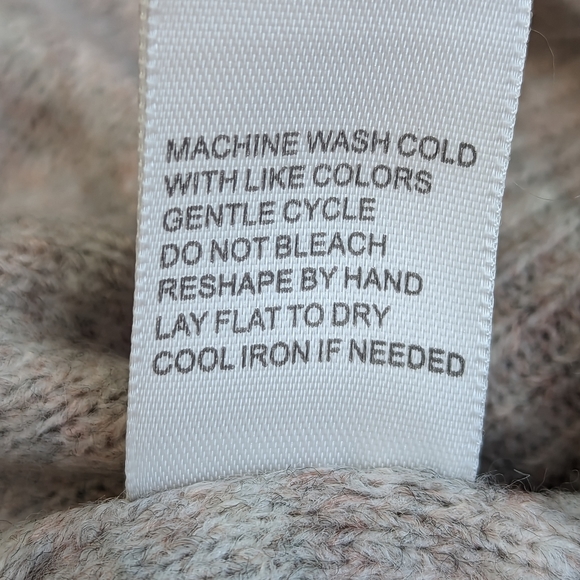 MACHINE WASH COLD
WITH LIKE COLORS
GENTLE CYCLE
DO NOT BLEACH
RESHAPE BY HAND
LAY FLAT TO DRY
COOL IRON IF NEEDED